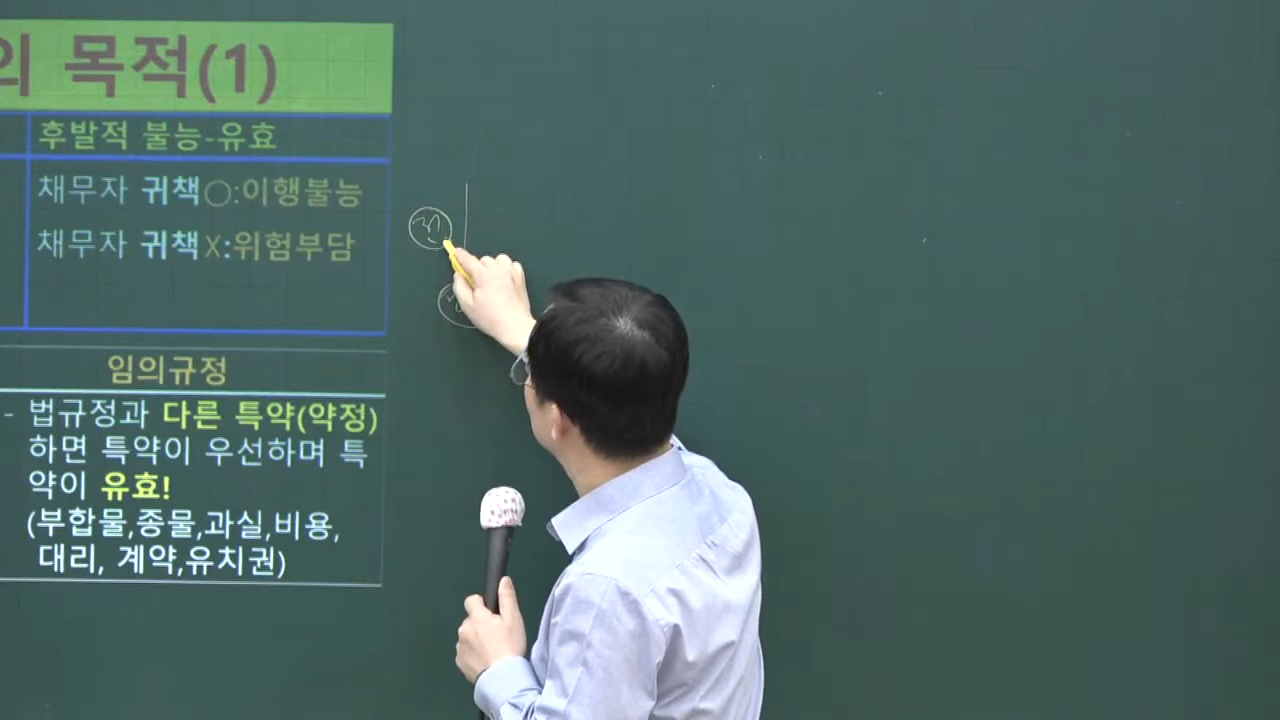 의 목적(1)
후발적 불능-유효
채무자 귀책○:이행불능
채무자 귀책X:위험부담
임의규정
- 법규정과 다른 특약(약정)
하면 특약이 우선하며 특
약이 유효!
(부합물,종물,과실,비용,
대리, 계약,유치권)